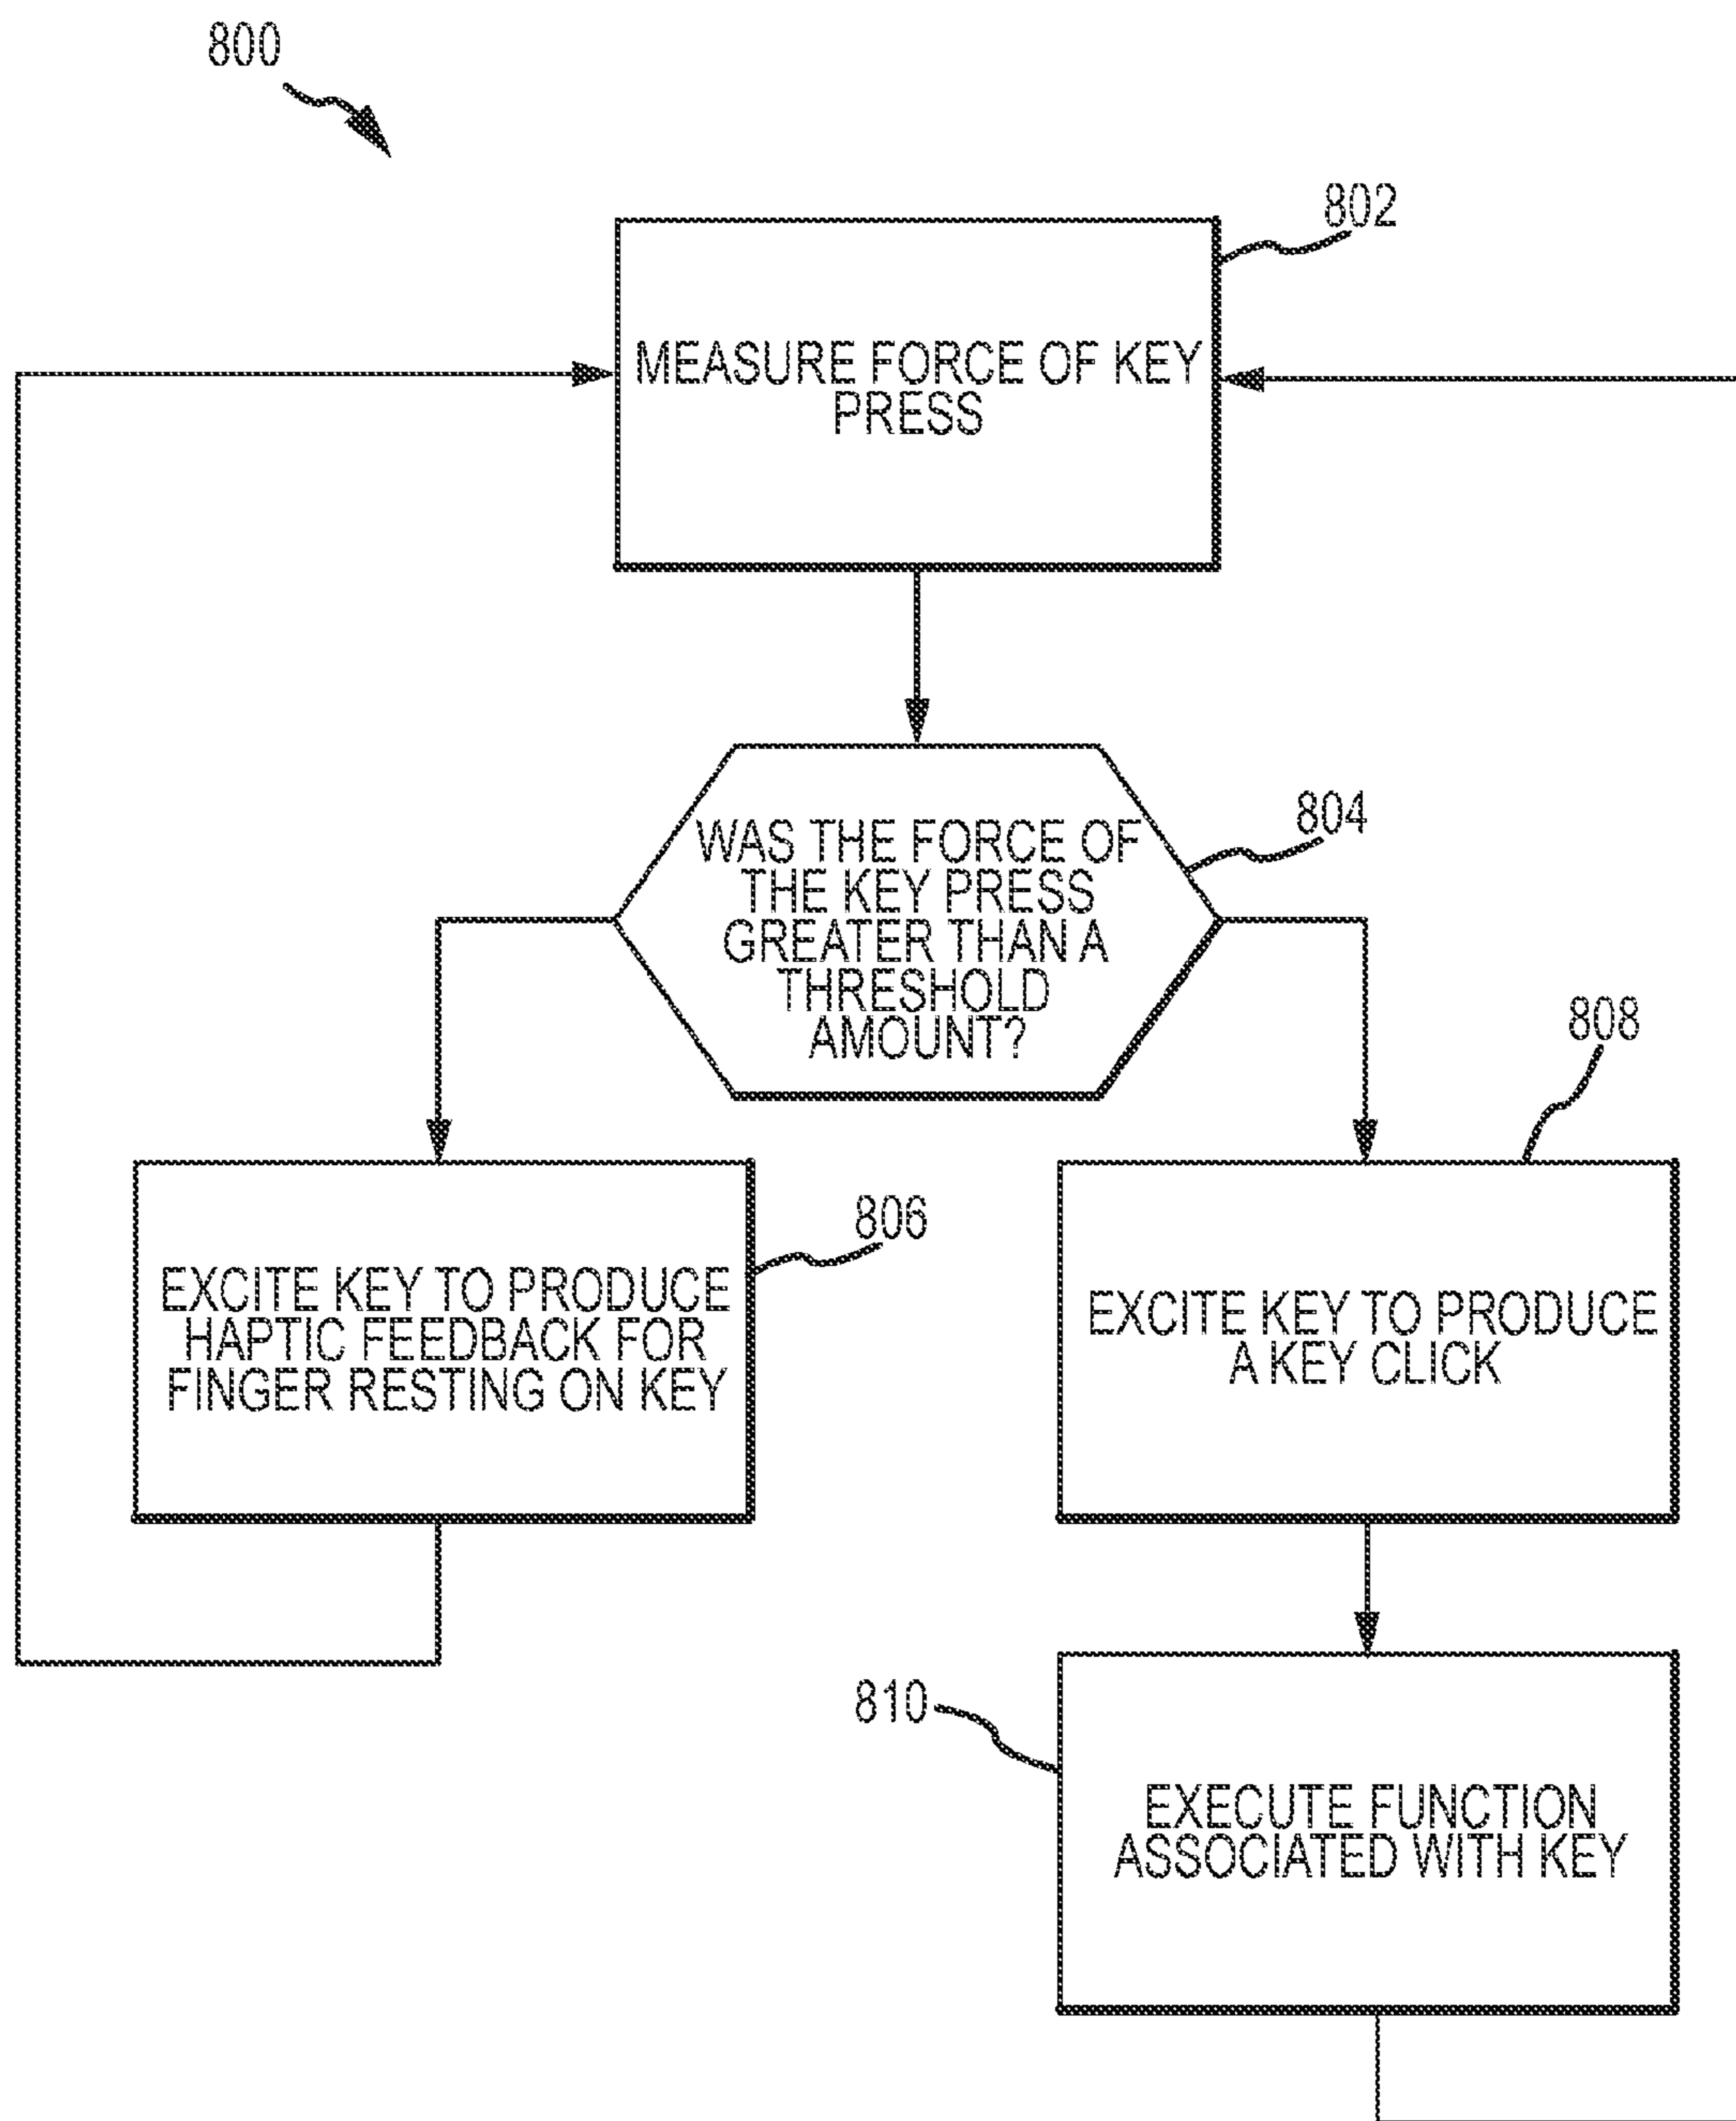 800
802
MEASURE FORCE OF KEY
PRESS
804
WAS THE FORCE OF
THE KEY PRESS
GREATER THAN A
THRESHOLD
AMOUNT?
808
806
EXCITE KEY TO PRODUCE
HAPTIC FEEDBACK FOR
FINGER RESTING ON KEY
EXCITE KEY TO PRODUCE
A KEY CLICK
810
EXECUTE FUNCTION
ASSOCIATED WITH KEY